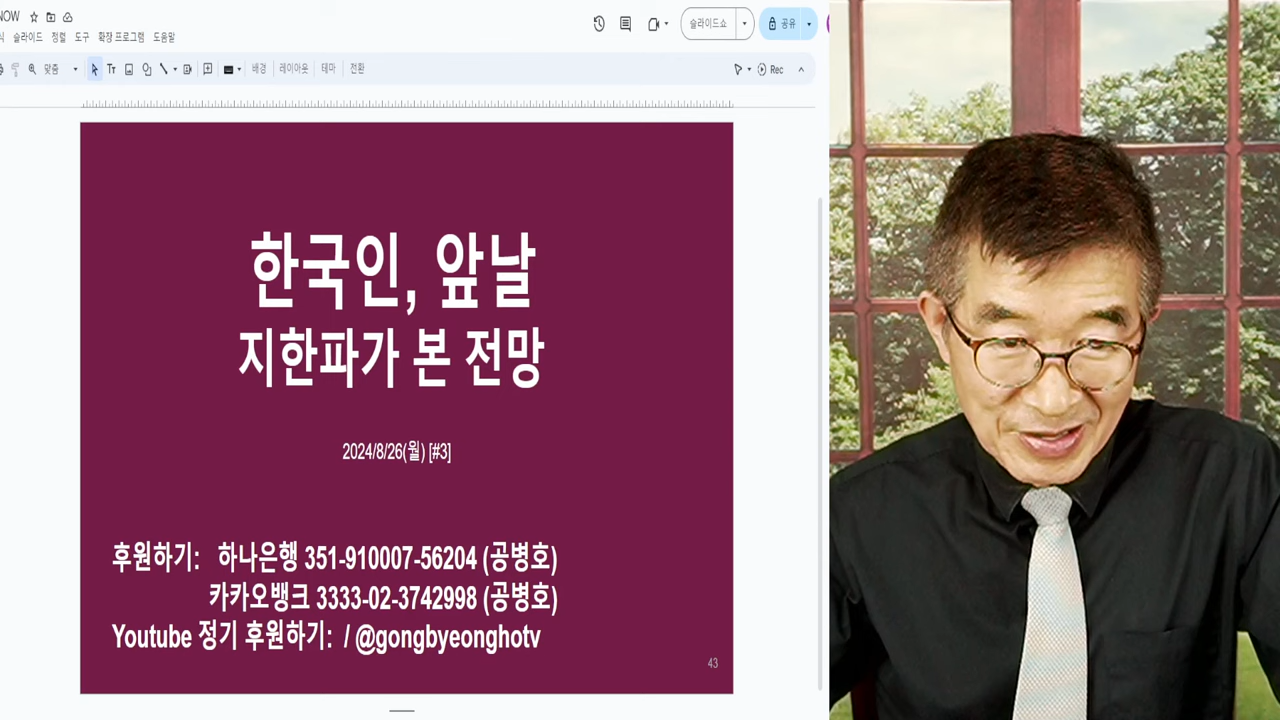 NOW
슬라이드 정렬 도구 확장 프로그램 도움말
슬라이드쇼
공유
맞춤
Tт
배경
레이아웃
테마
전환
Rec
한국인, 앞날
지한파가 본 전망
2024/8/26(월) [#3]
후원하기: 하나은행 351-910007-56204 (공병호)
카카오뱅크 3333-02-3742998 (공병호)
Youtube 정기 후원하기: / @gongbyeonghotv
43